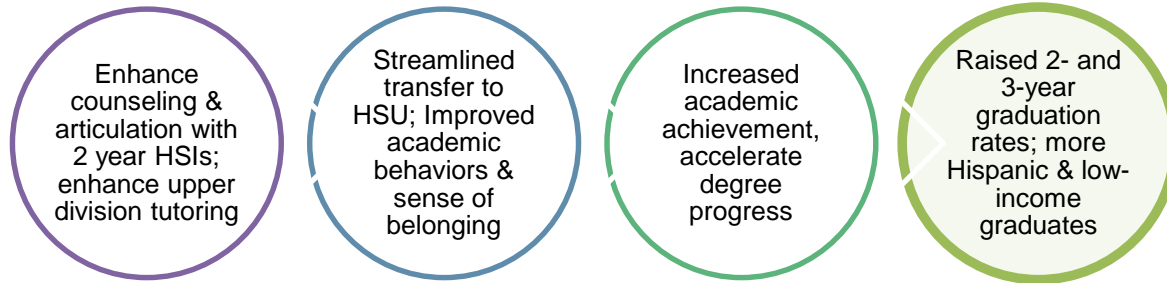 Enhance
counseling &
articulation with
2 year HSIs;
enhance upper
division tutoring
Streamlined
transfer to
HSU; Improved
academic
behaviors &
sense of
belonging
Increased
academic
achievement,
accelerate
degree
progress
Raised 2- and
3-year
graduation
rates; more
Hispanic & low-
income
graduates